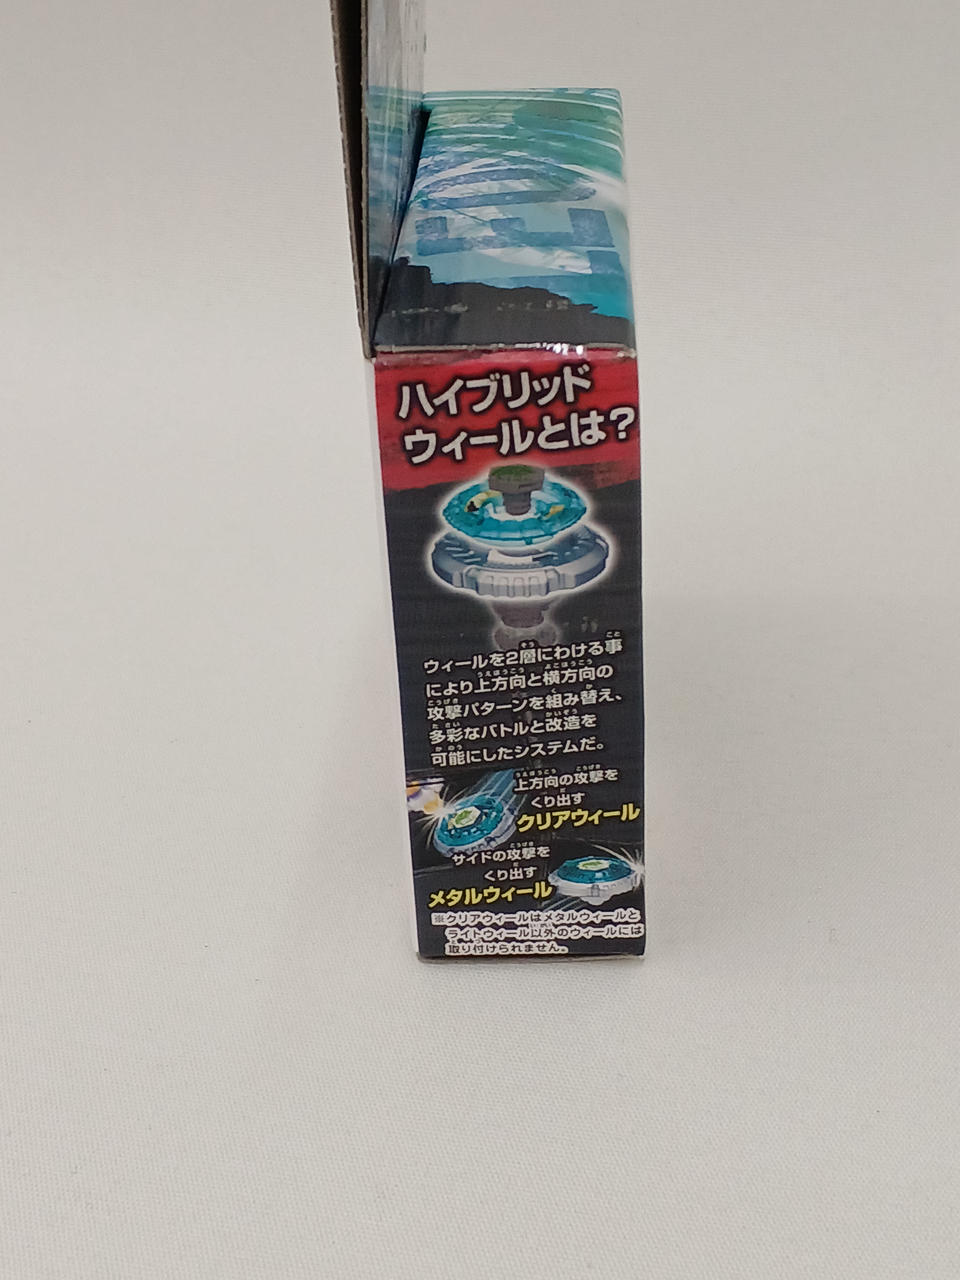 ハイブリッド
ウィールとは?
ウィールを2層にわける事
により上方向と横方向の
攻撃パターンを組み替え、
多彩なバトルと改造を
可能にしたシステムだ。
上方向の攻撃を
くり出す
クリアウィール
サイドの攻撃を
くり出す
メタルウィール
※クリアウィールはメタルウィールと
ライトウィール以外のウィールには
取り付けられません。